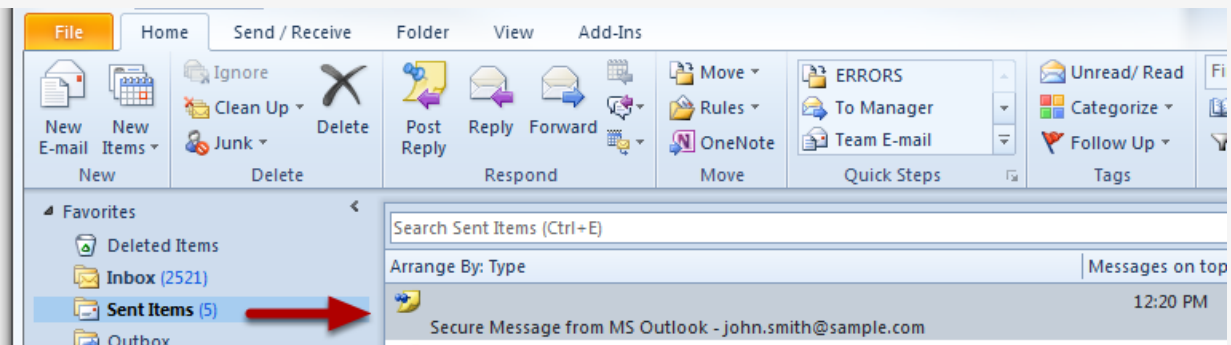 File Home Send / Receive Folder View Add-Ins
Ignore Move ERRORS Unread/ Read Fi
Clean Up Rules To Manager Categorize
New E-mail New Items Junk Delete Post Reply Reply Forward OneNote Team E-mail Follow Up
New Delete Respond Move Quick Steps Tags
Favorites
Search Sent Items (Ctrl+E)
Deleted Items
Inbox (2521)
Arrange By: Type Messages on top
Sent Items (5)
12:20 PM
Secure Message from MS Outlook - john.smith@sample.com
Outbox